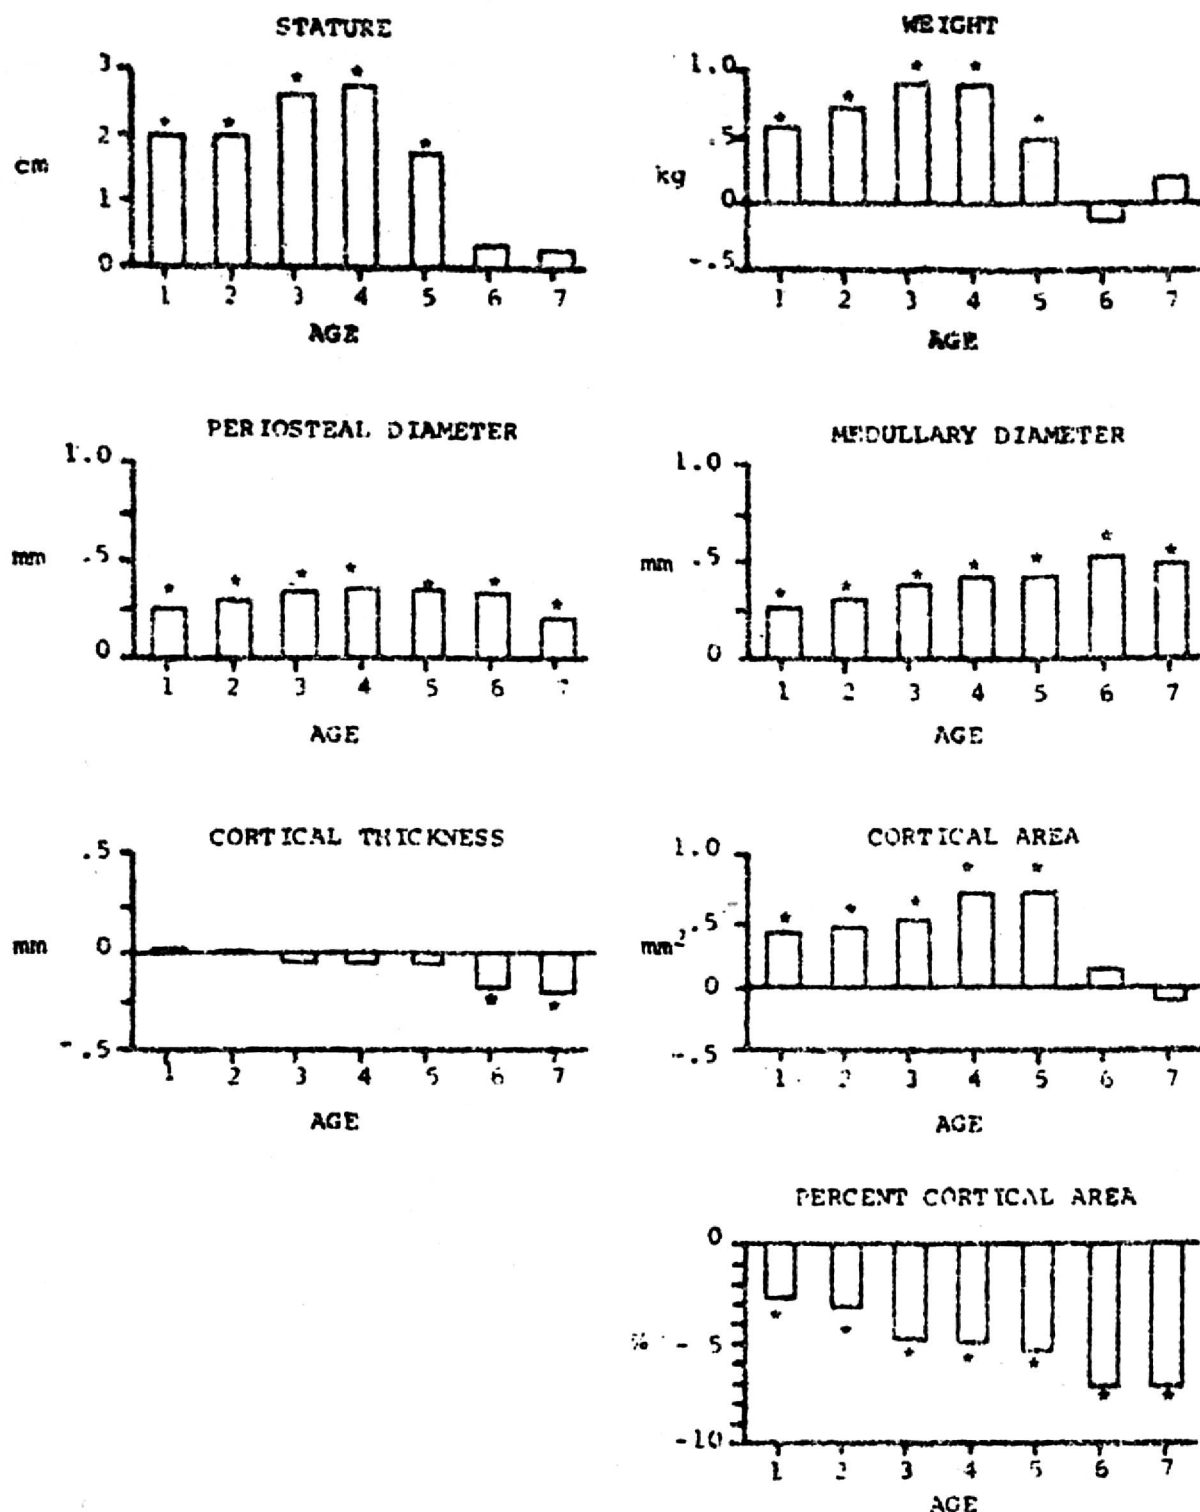 STATURE
3
2
cm
1
0
1 2 3 4 5 6 7
AGE
WEIGHT
1.0
.5
kg
0
-.5
1 2 3 4 5 6 7
AGE
PERIOSTEAL DIAMETER
1.0
mm .5
0
1 2 3 4 5 6 7
AGE
MEDULLARY DIAMETER
1.0
mm .5
0
1 2 3 4 5 6 7
AGE
CORTICAL THICKNESS
.5
mm 0
-.5
1 2 3 4 5 6 7
AGE
CORTICAL AREA
1.0
.5
mm²
0
-.5
1 2 3 4 5 6 7
AGE
PERCENT CORTICAL AREA
0
% -5
-10
1 2 3 4 5 6 7
AGE